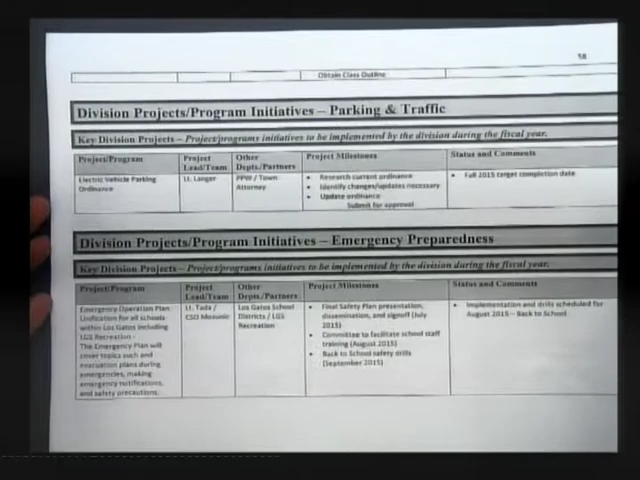 58
Obtain Class Outline
Division Projects/Program Initiatives – Parking & Traffic
Key Division Projects – Project/programs initiatives to be implemented by the division during the fiscal year.
Project/Program
Project Lead/Team
Other Depts./Partners
Project Milestones
Status and Comments
Electric Vehicle Parking
Ordinance
Lt. Langer
PPW / Town
Attorney
• Research current ordinance
• Identify changes/updates necessary
• Update ordinance
Submit for approval
• Fall 2015 target completion date
Division Projects/Program Initiatives – Emergency Preparedness
Key Division Projects – Project/programs initiatives to be implemented by the division during the fiscal year.
Project/Program
Project
Lead/Team
Other
Depts./Partners
Project Milestones
Status and Comments
Emergency Operation Plan
Unification for all schools
within Los Gatos including
LGS Recreation -
The Emergency Plan will
cover topics such and
evacuation plans during
emergencies, making
emergency notifications,
and safety precautions.
Lt. Tada /
CSO
Los Gatos School
Districts / LGS
Recreation
• Final Safety Plan presentation,
dissemination, and signoff (July
2015)
• Committee to facilitate school staff
training (August 2015)
• Back to School safety drills
(September 2015)
• Implementation and drills scheduled for
August 2015 – Back to School